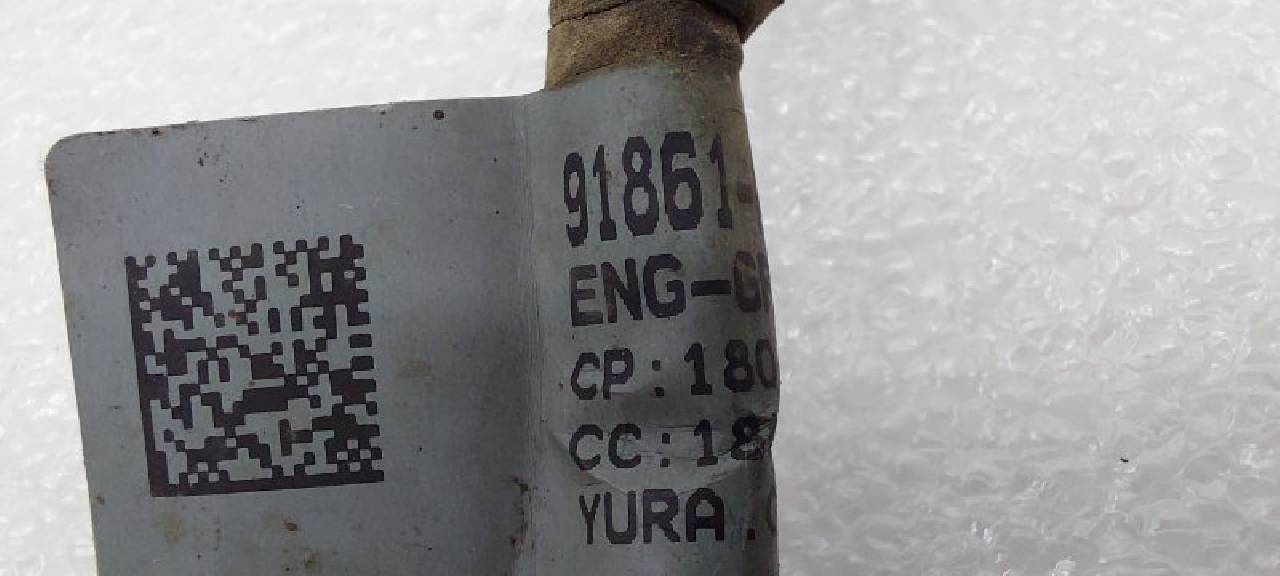 91861-
ENG-G
CP:180
CC:18
YURA.